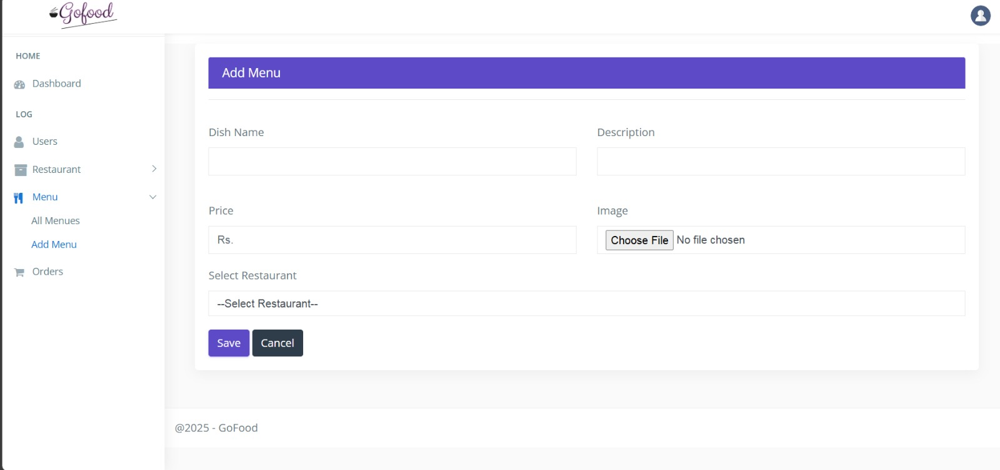 Gofood
HOME
Dashboard
LOG
Users
Restaurant
Menu
All Menues
Add Menu
Orders
Add Menu
Dish Name
Description
Price
Image
Rs.
Choose File No file chosen
Select Restaurant
--Select Restaurant--
Save Cancel
@2025 - GoFood